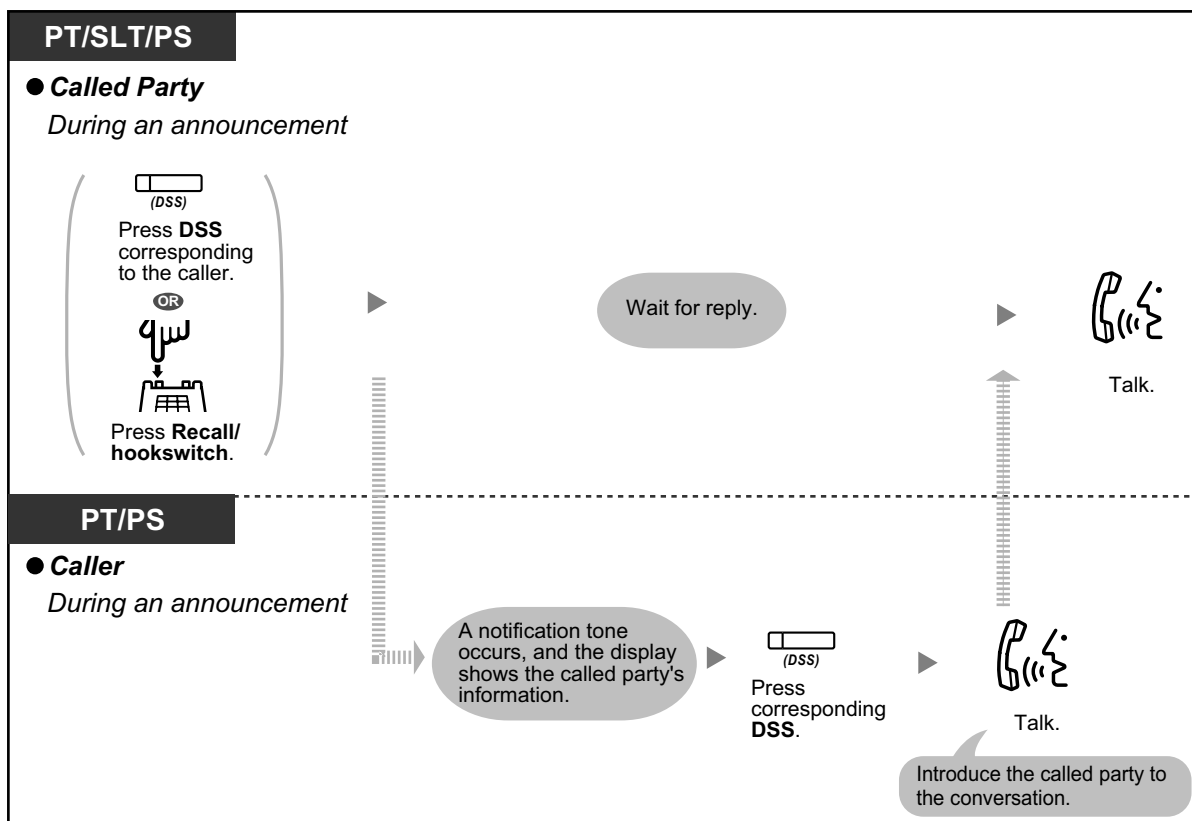 PT/SLT/PS
● Called Party
During an announcement
(DSS)
Press DSS
corresponding
to the caller.
OR
Press Recall/
hookswitch.
Wait for reply.
Talk.
PT/PS
● Caller
During an announcement
A notification tone
occurs, and the display
shows the called party's
information.
(DSS)
Press
corresponding
DSS.
Talk.
Introduce the called party to
the conversation.